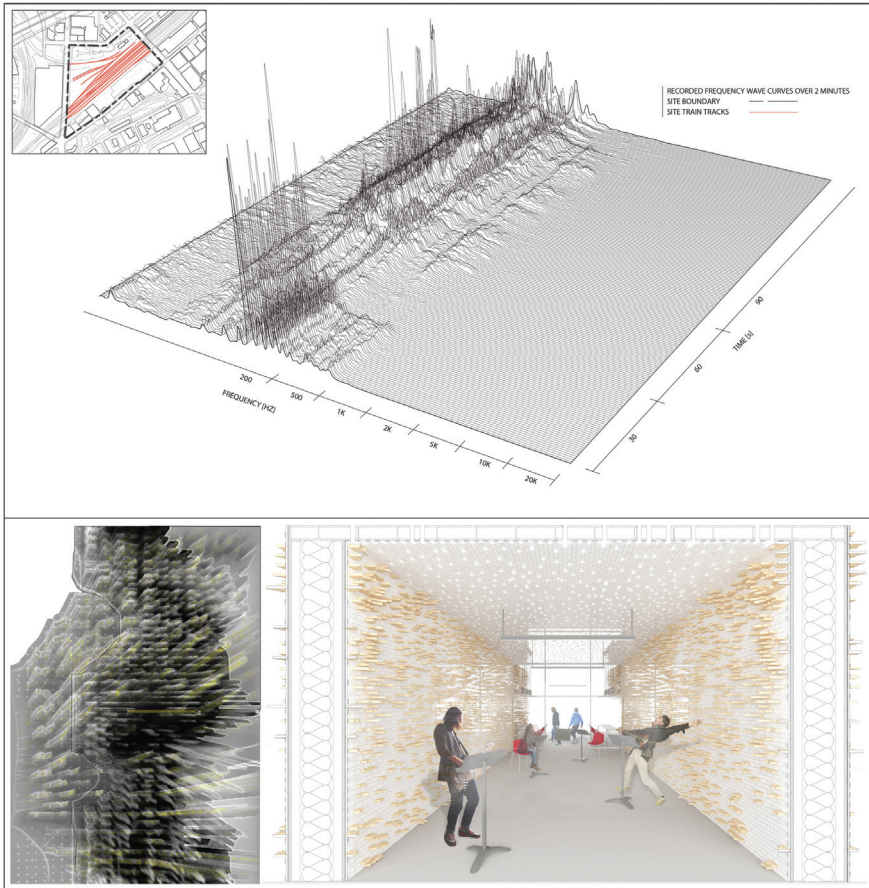 RECORDED FREQUENCY WAVE CURVES OVER 2 MINUTES
SITE BOUNDARY
SITE TRAIN TRACKS
200
500
1K
2K
5K
10K
20K
FREQUENCY [HZ]
30
60
90
TIME [s]